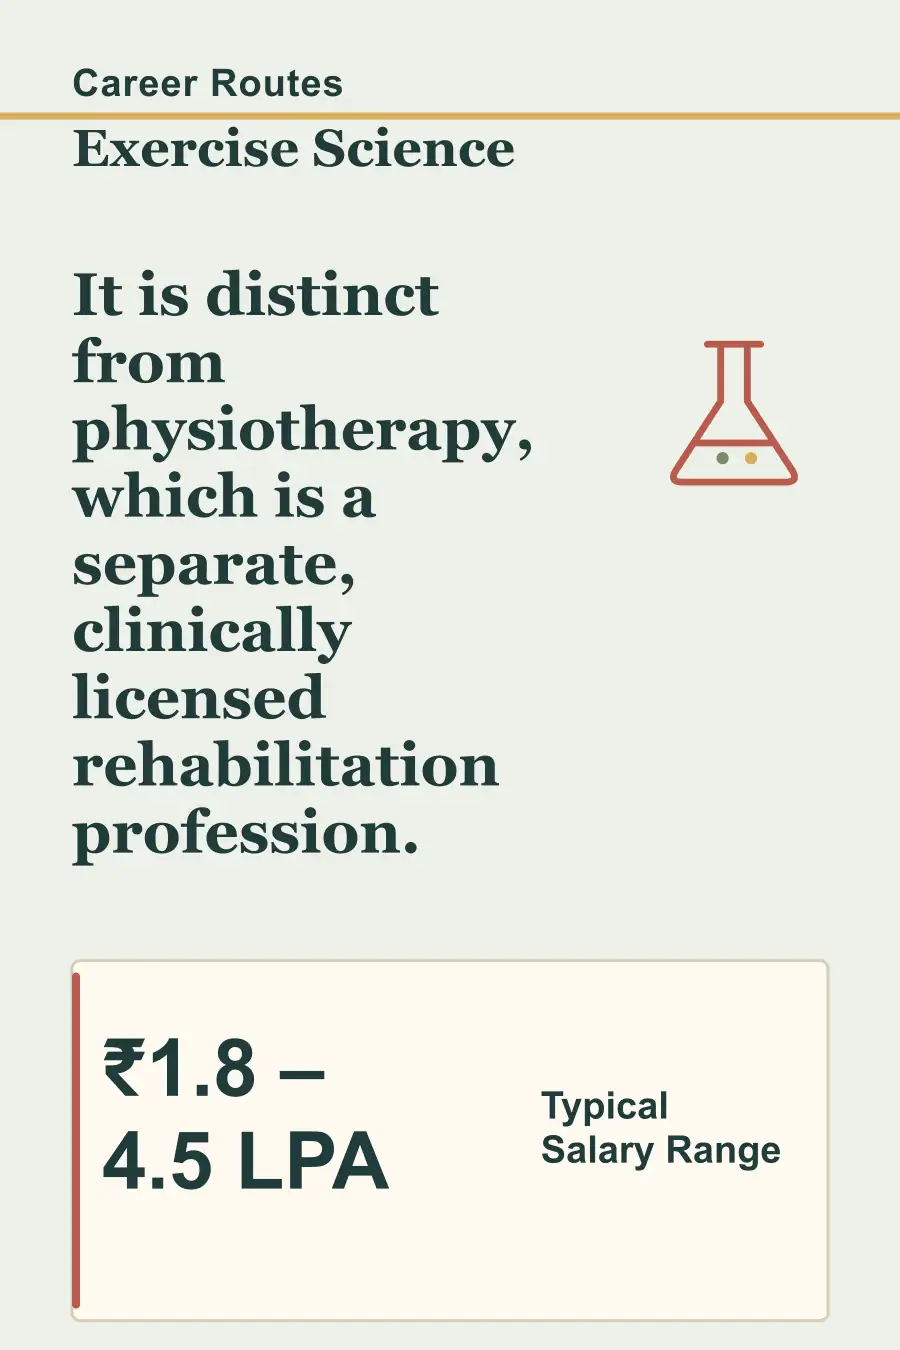 Career Routes
Exercise Science
It is distinct
from
physiotherapy,
which is a
separate,
clinically
licensed
rehabilitation
profession.
₹1.8 –
4.5 LPA
Typical
Salary Range